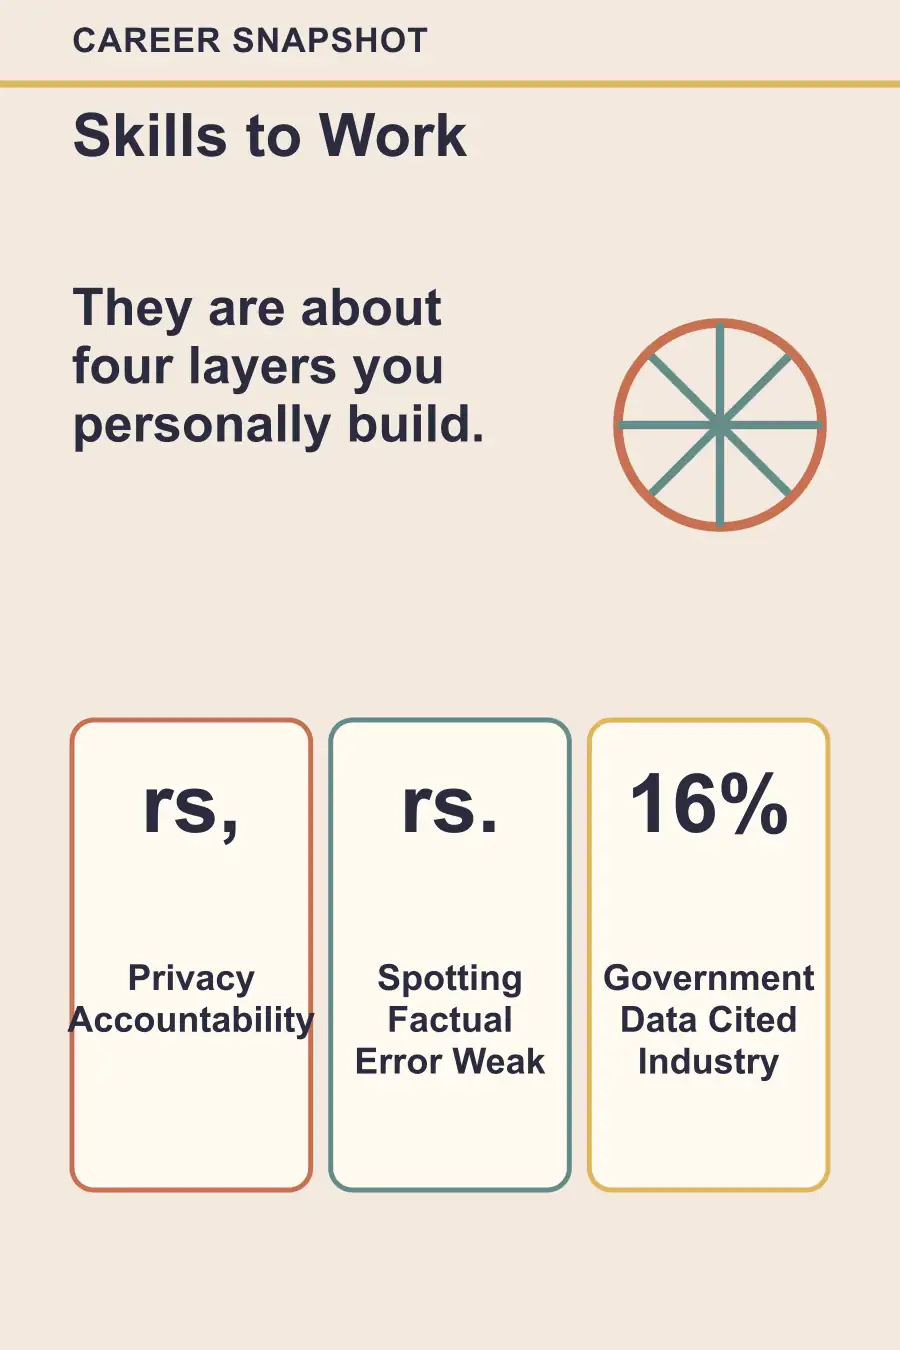 CAREER SNAPSHOT
Skills to Work
They are about
four layers you
personally build.
rs,
Privacy
Accountability
rs.
Spotting
Factual
Error Weak
16%
Government
Data Cited
Industry